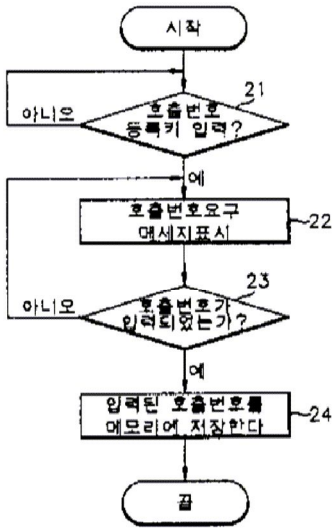 시작
21
호출번호
등록키 입력?
아니오
예
호출번호요구
메세지표시
22
23
호출번호가
입력되었는가?
아니오
예
입력된 호출번호를
메모리에 저장한다
24
끝